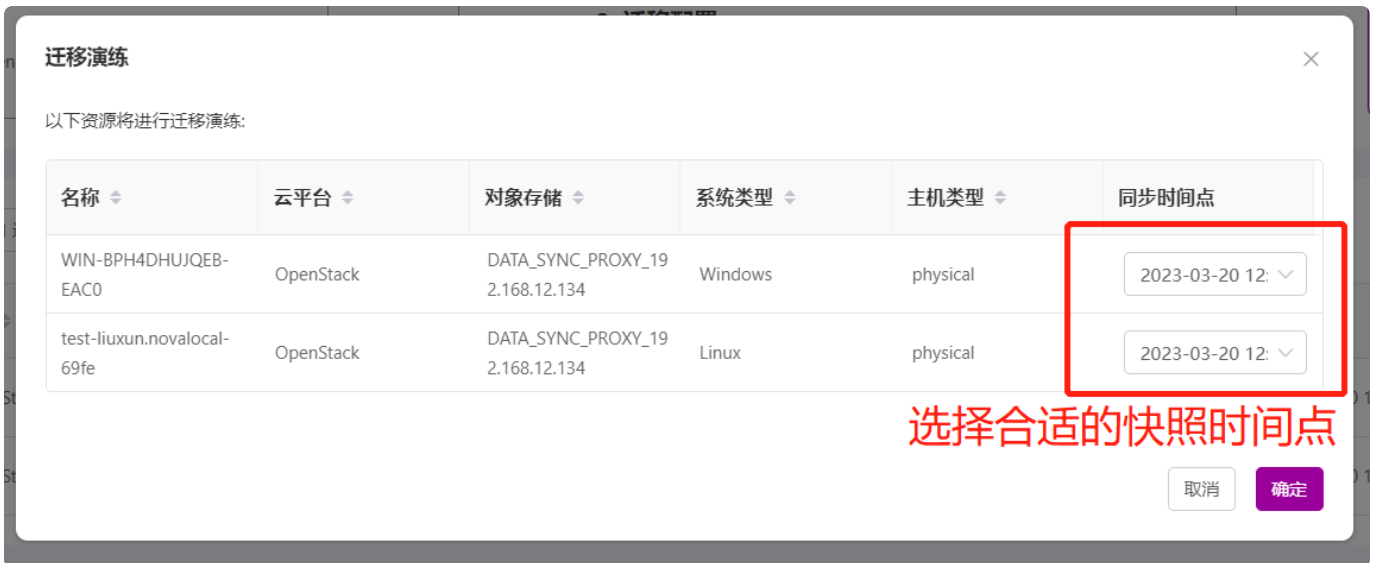 迁移演练
以下资源将进行迁移演练:
名称 云平台 对象存储 系统类型 主机类型 同步时间点
WIN-BPH4DHUJQEB-
EAC0
OpenStack
DATA_SYNC_PROXY_19
2.168.12.134
Windows
physical
2023-03-20 12:
test-liuxun.novalocal-
69fe
OpenStack
DATA_SYNC_PROXY_19
2.168.12.134
Linux
physical
2023-03-20 12:
选择合适的快照时间点
取消 确定